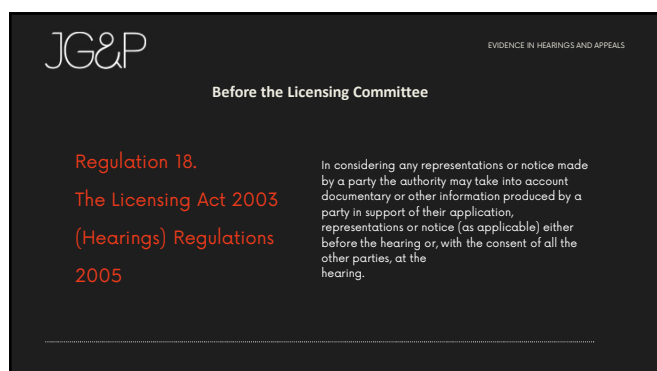 JG&P
EVIDENCE IN HEARINGS AND APPEALS
Before the Licensing Committee
Regulation 18.
The Licensing Act 2003
(Hearings) Regulations
2005
In considering any representations or notice made
by a party the authority may take into account
documentary or other information produced by a
party in support of their application,
representations or notice (as applicable) either
before the hearing or, with the consent of all the
other parties, at the
hearing.